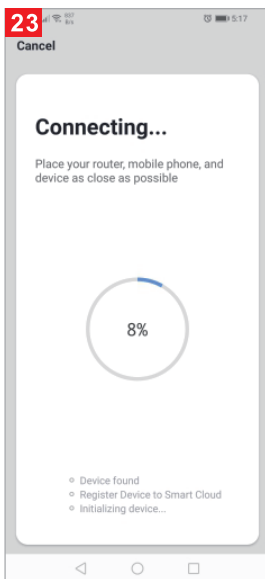 23
5:17
Cancel
Connecting...
Place your router, mobile phone, and
device as close as possible
8%
Device found
Register Device to Smart Cloud
Initializing device...